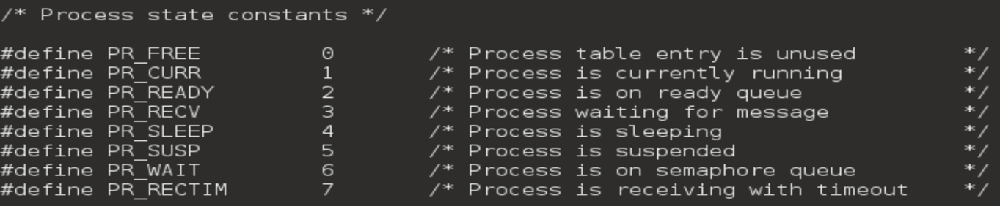 /* Process state constants */
#define PR_FREE 0 /* Process table entry is unused */
#define PR_CURR 1 /* Process is currently running */
#define PR_READY 2 /* Process is on ready queue */
#define PR_RECV 3 /* Process waiting for message */
#define PR_SLEEP 4 /* Process is sleeping */
#define PR_SUSP 5 /* Process is suspended */
#define PR_WAIT 6 /* Process is on semaphore queue */
#define PR_RECTIM 7 /* Process is receiving with timeout */